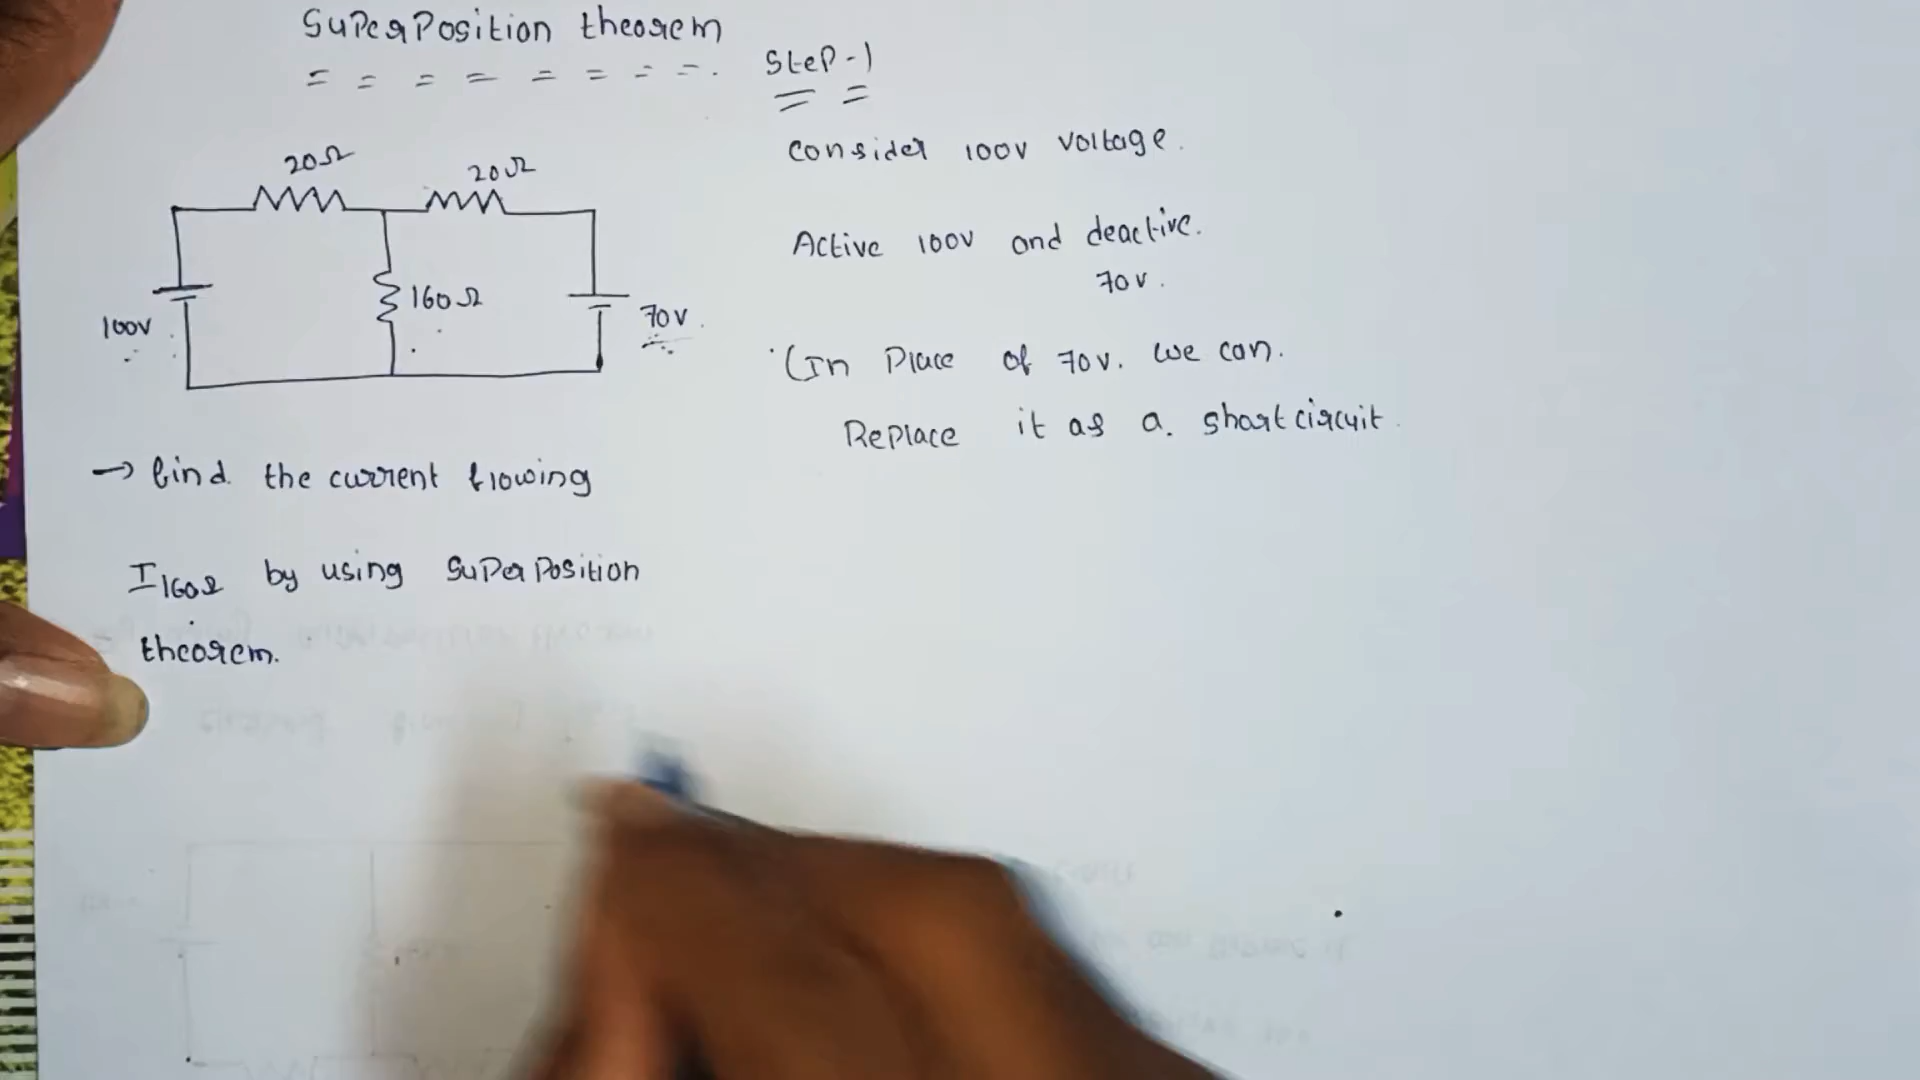 Superposition theorem
Step-1
Consider 100V voltage.
20Ω
20Ω
Active 100V and deactive.
70V.
160Ω
100V
70V
(In Place of 70V. we can.
Replace it as a. short circuit
→ find. the current flowing
I160Ω by using Superposition
theorem.